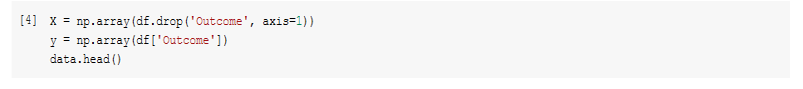 [4] X = np.array(df.drop('Outcome', axis=1))
y = np.array(df['Outcome'])
data.head()